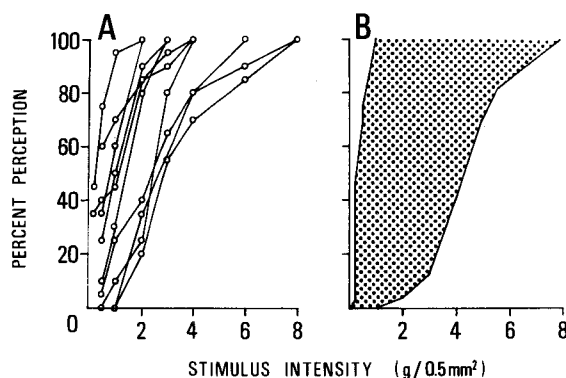 A
B
PERCENT PERCEPTION
100
80
60
40
20
0
2 4 6 8
0 2 4 6 8
STIMULUS INTENSITY (g/0.5mm²)